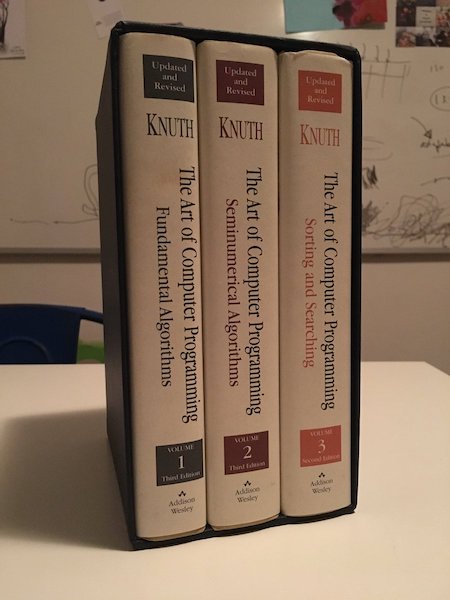 Updated
and
Revised
KNUTH
The Art of Computer Programming
Fundamental Algorithms
VOLUME
1
Third Edition
Addison
Wesley
Updated
and
Revised
KNUTH
The Art of Computer Programming
Seminumerical Algorithms
VOLUME
2
Third Edition
Addison
Wesley
Updated
and
Revised
KNUTH
The Art of Computer Programming
Sorting and Searching
VOLUME
3
Second Edition
Addison
Wesley